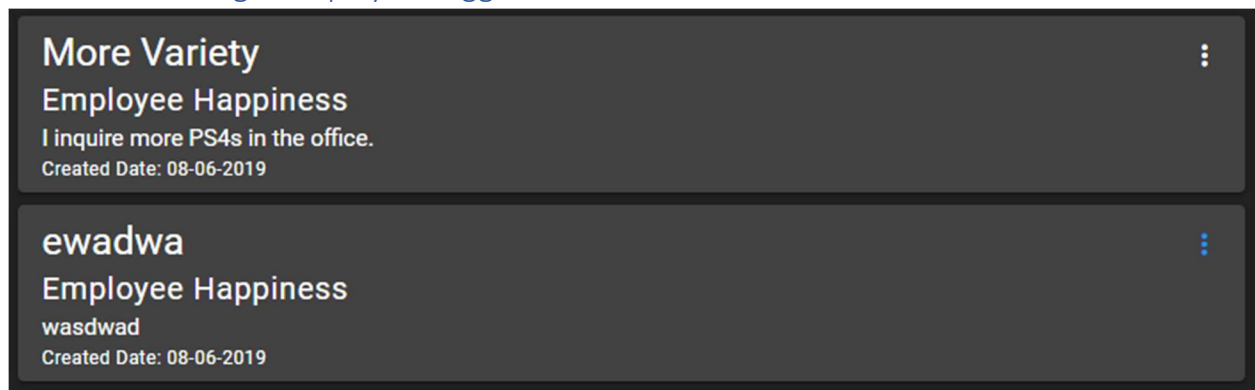 More Variety
Employee Happiness
I inquire more PS4s in the office.
Created Date: 08-06-2019
ewadwa
Employee Happiness
wasdwad
Created Date: 08-06-2019